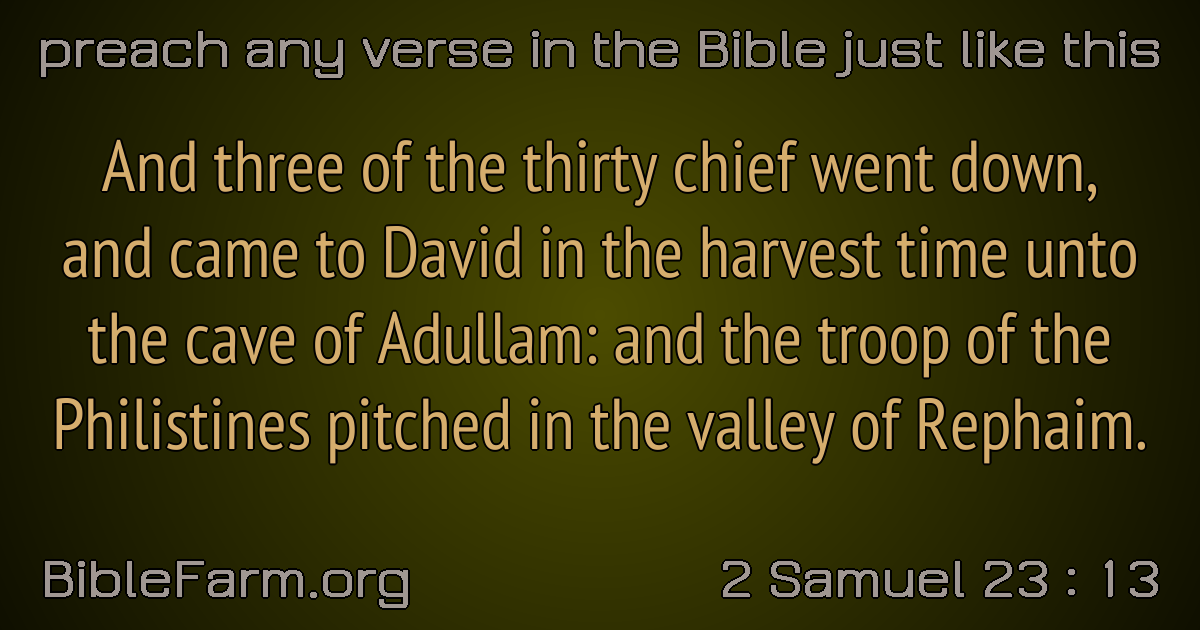 preach any verse in the Bible just like this
And three of the thirty chief went down,
and came to David in the harvest time unto
the cave of Adullam: and the troop of the
Philistines pitched in the valley of Rephaim.
BibleFarm.org
2 Samuel 23 : 13